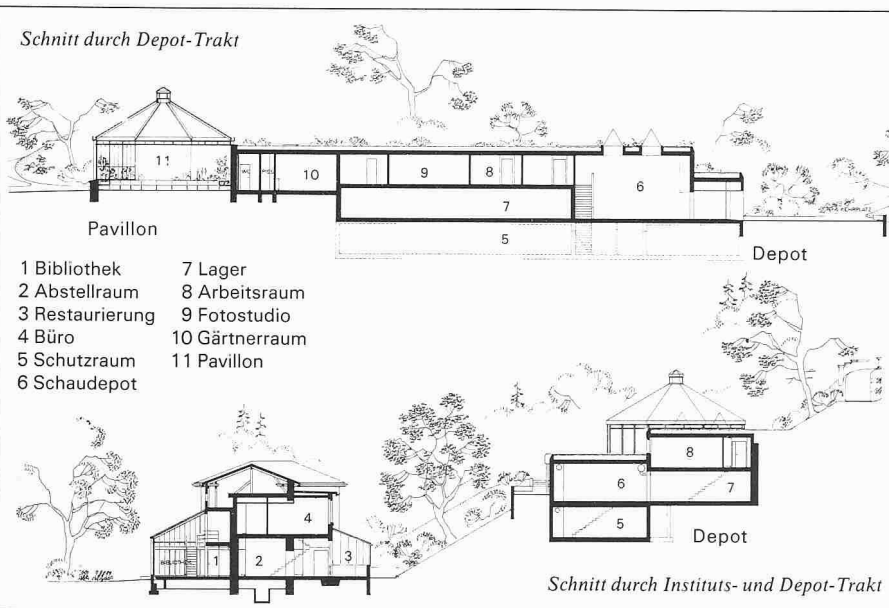 Schnitt durch Depot-Trakt
11
WC
10
9
8
6
7
5
Pavillon
Depot
1 Bibliothek
2 Abstellraum
3 Restaurierung
4 Büro
5 Schutzraum
6 Schaudepot
7 Lager
8 Arbeitsraum
9 Fotostudio
10 Gärtnerraum
11 Pavillon
8
6
7
5
Depot
4
BIBLIOTHEK
1
2
3
Schnitt durch Instituts- und Depot-Trakt